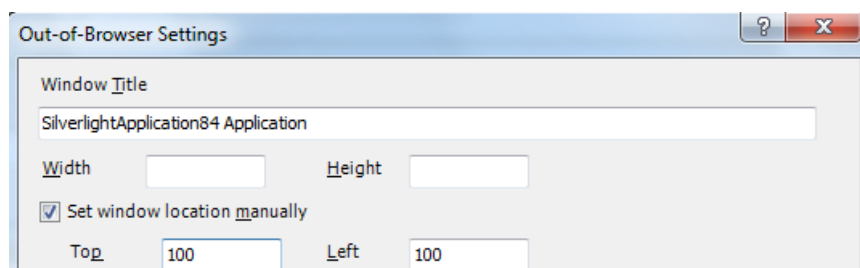 Out-of-Browser Settings
Window Title
SilverlightApplication84 Application
Width Height
Set window location manually
Top 100 Left 100